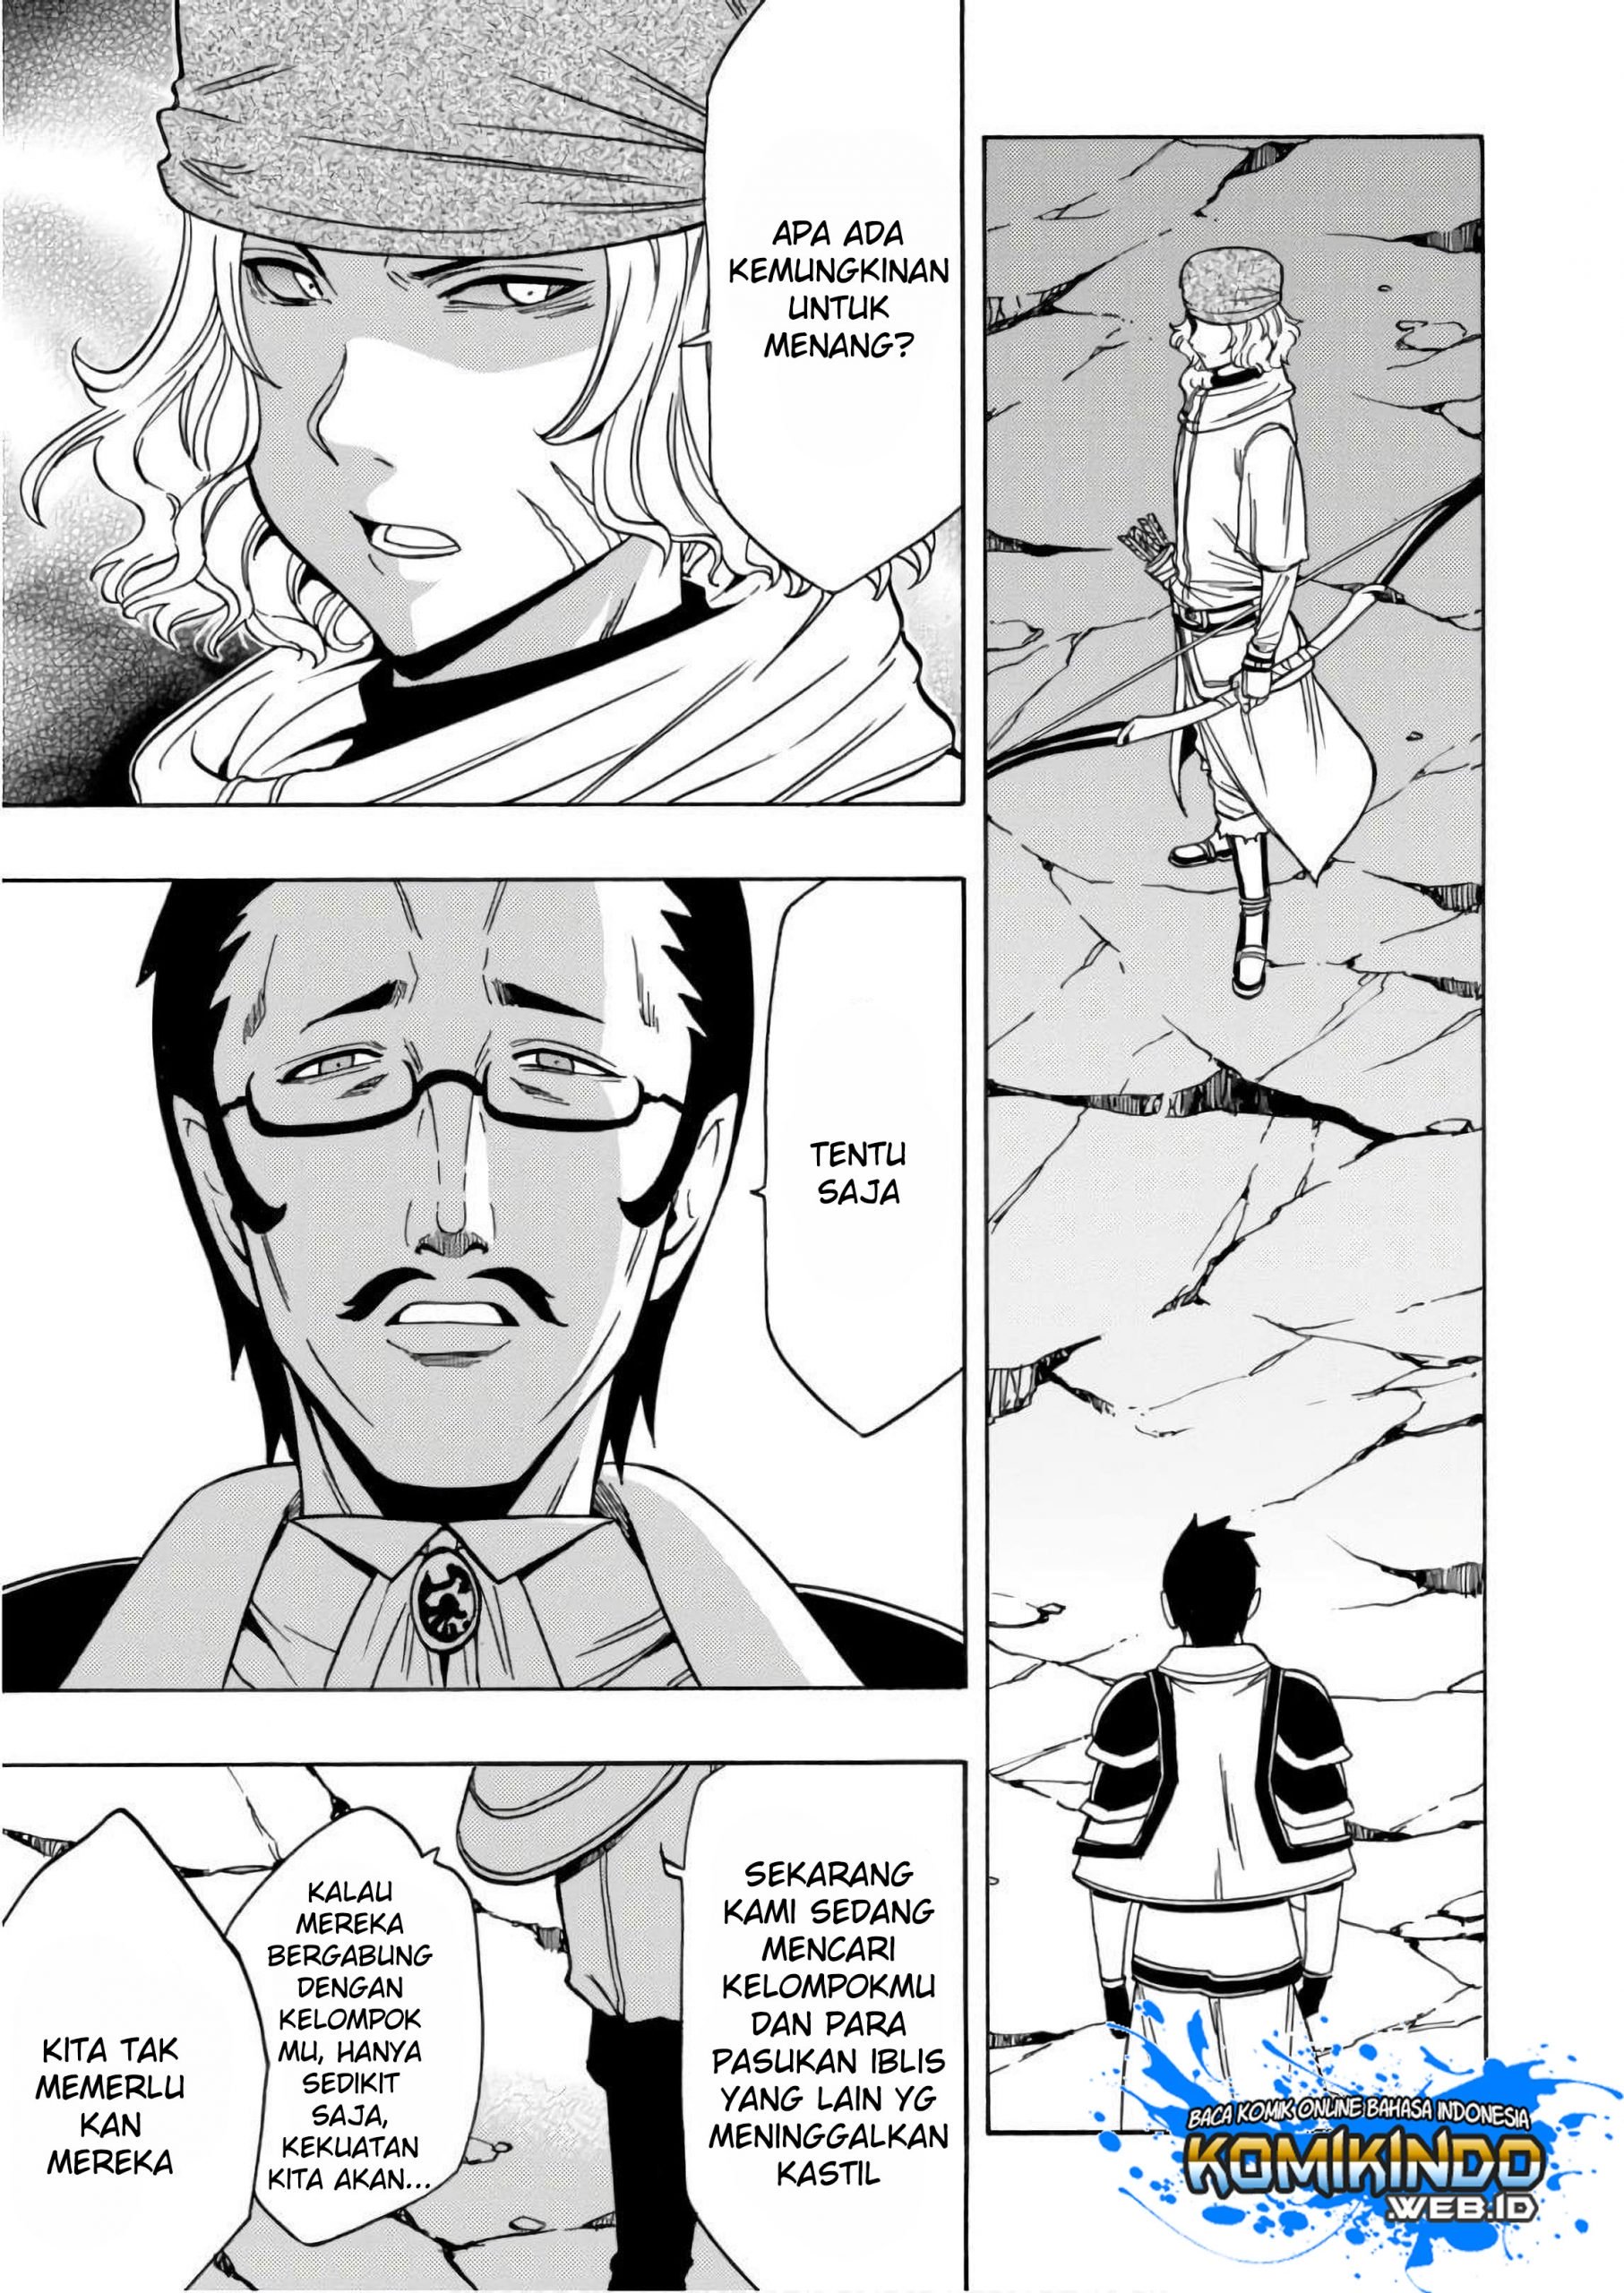 APA ADA
KEMUNGKINAN
UNTUK
MENANG?
TENTU
SAJA
SEKARANG
KAMI SEDANG
MENCARI
KELOMPOKMU
DAN PARA
PASUKAN IBLIS
YANG LAIN YG
MENINGGALKAN
KASTIL
KALAU
MEREKA
BERGABUNG
DENGAN
KELOMPOK
MU, HANYA
SEDIKIT
SAJA,
KEKUATAN
KITA AKAN...
KITA TAK
MEMERLU
KAN
MEREKA
BACA KOMIK ONLINE BAHASA INDONESIA
KOMIKINDO
.WEB.ID